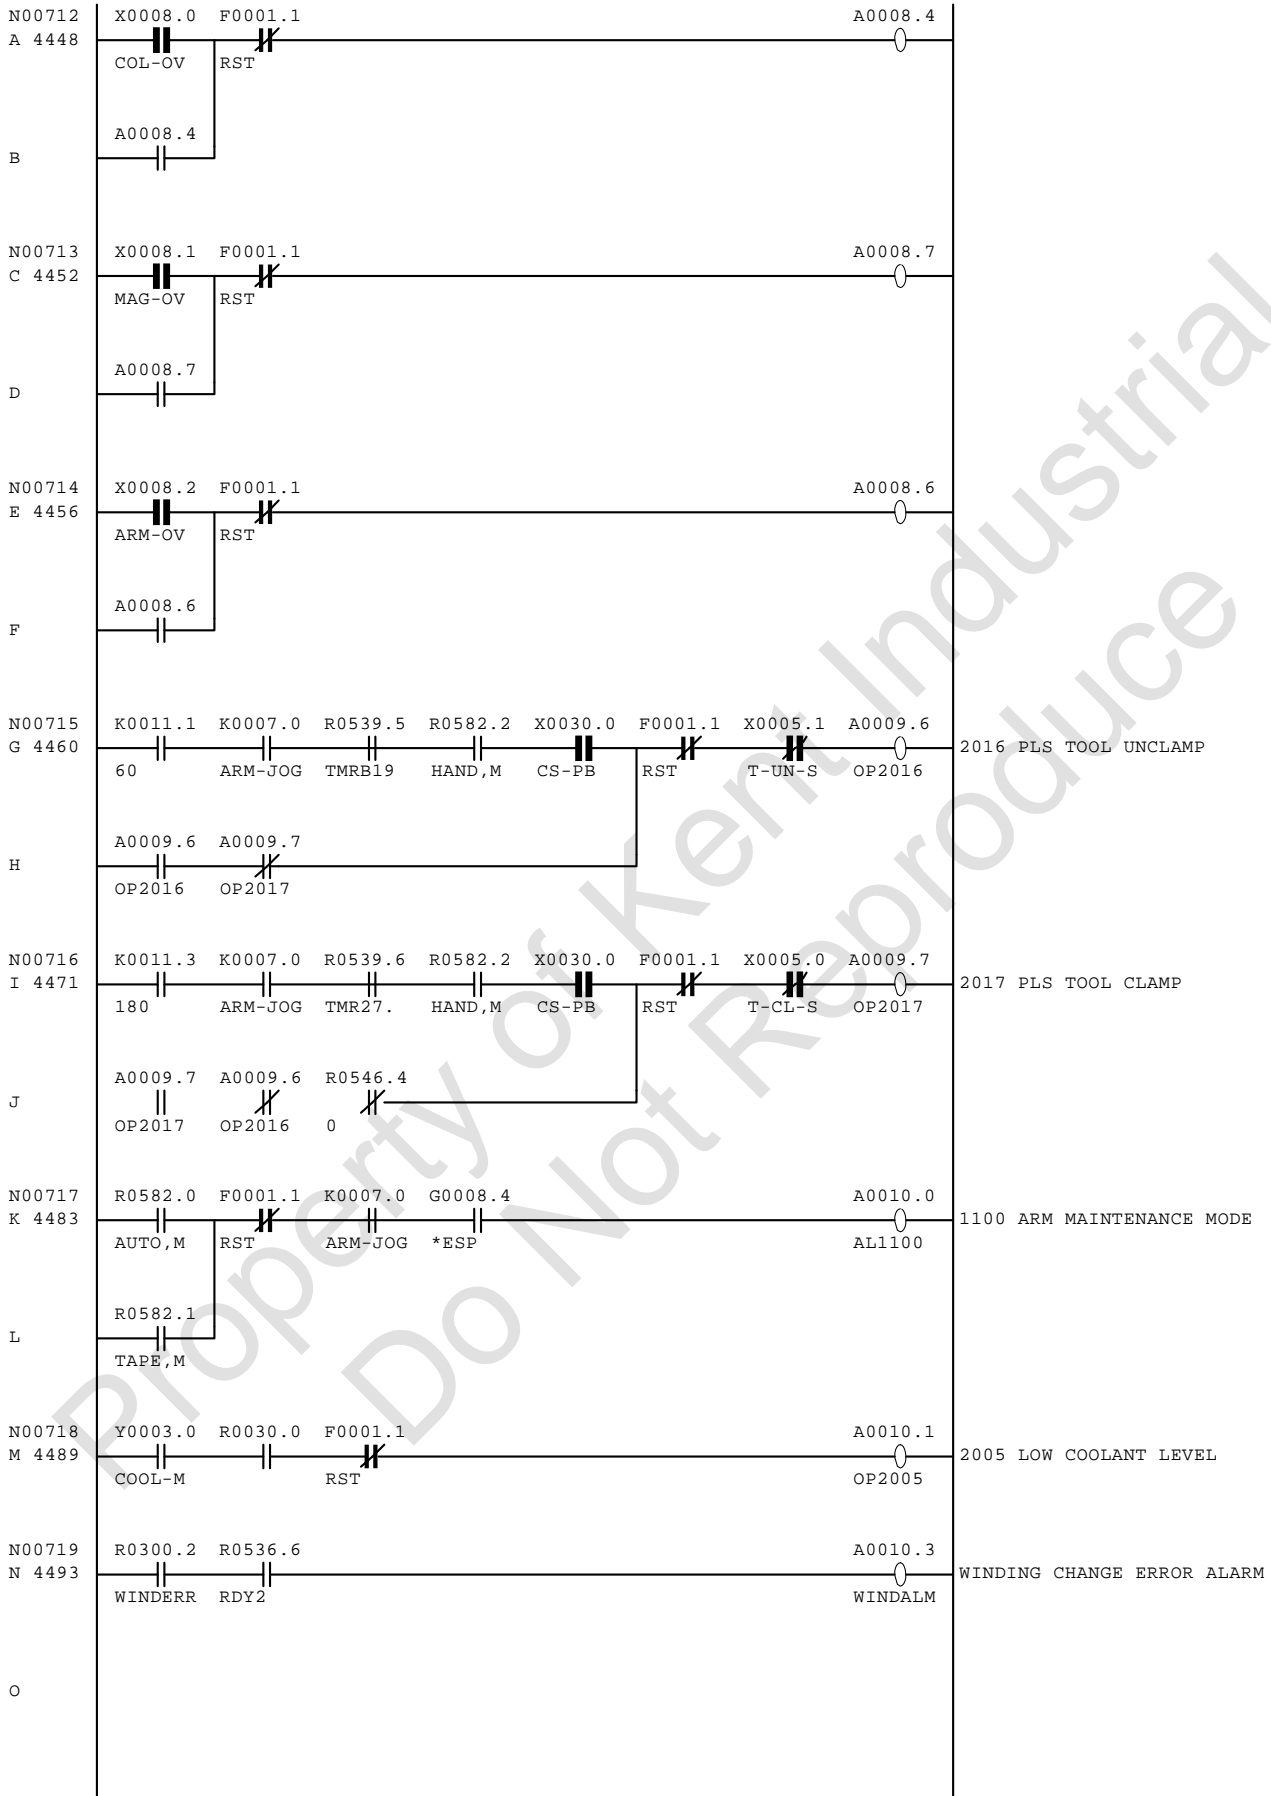 N00712 X0008.0 F0001.1 A0008.4
A 4448
COL-OV RST
A0008.4
B
N00713 X0008.1 F0001.1 A0008.7
C 4452
MAG-OV RST
A0008.7
D
N00714 X0008.2 F0001.1 A0008.6
E 4456
ARM-OV RST
A0008.6
F
N00715 K0011.1 K0007.0 R0539.5 R0582.2 X0030.0 F0001.1 X0005.1 A0009.6
G 4460 2016 PLS TOOL UNCLAMP
60 ARM-JOG TMRB19 HAND,M CS-PB RST T-UN-S OP2016
A0009.6 A0009.7
H
OP2016 OP2017
N00716 K0011.3 K0007.0 R0539.6 R0582.2 X0030.0 F0001.1 X0005.0 A0009.7
I 4471 2017 PLS TOOL CLAMP
180 ARM-JOG TMR27. HAND,M CS-PB RST T-CL-S OP2017
A0009.7 A0009.6 R0546.4
J
OP2017 OP2016 0
N00717 R0582.0 F0001.1 K0007.0 G0008.4 A0010.0
K 4483 1100 ARM MAINTENANCE MODE
AUTO,M RST ARM-JOG *ESP AL1100
R0582.1
L
TAPE,M
N00718 Y0003.0 R0030.0 F0001.1 A0010.1
M 4489 2005 LOW COOLANT LEVEL
COOL-M RST OP2005
N00719 R0300.2 R0536.6 A0010.3
N 4493 WINDING CHANGE ERROR ALARM
WINDERR RDY2 WINDALM
O
Property of Kent Industrial
Do Not Reproduce